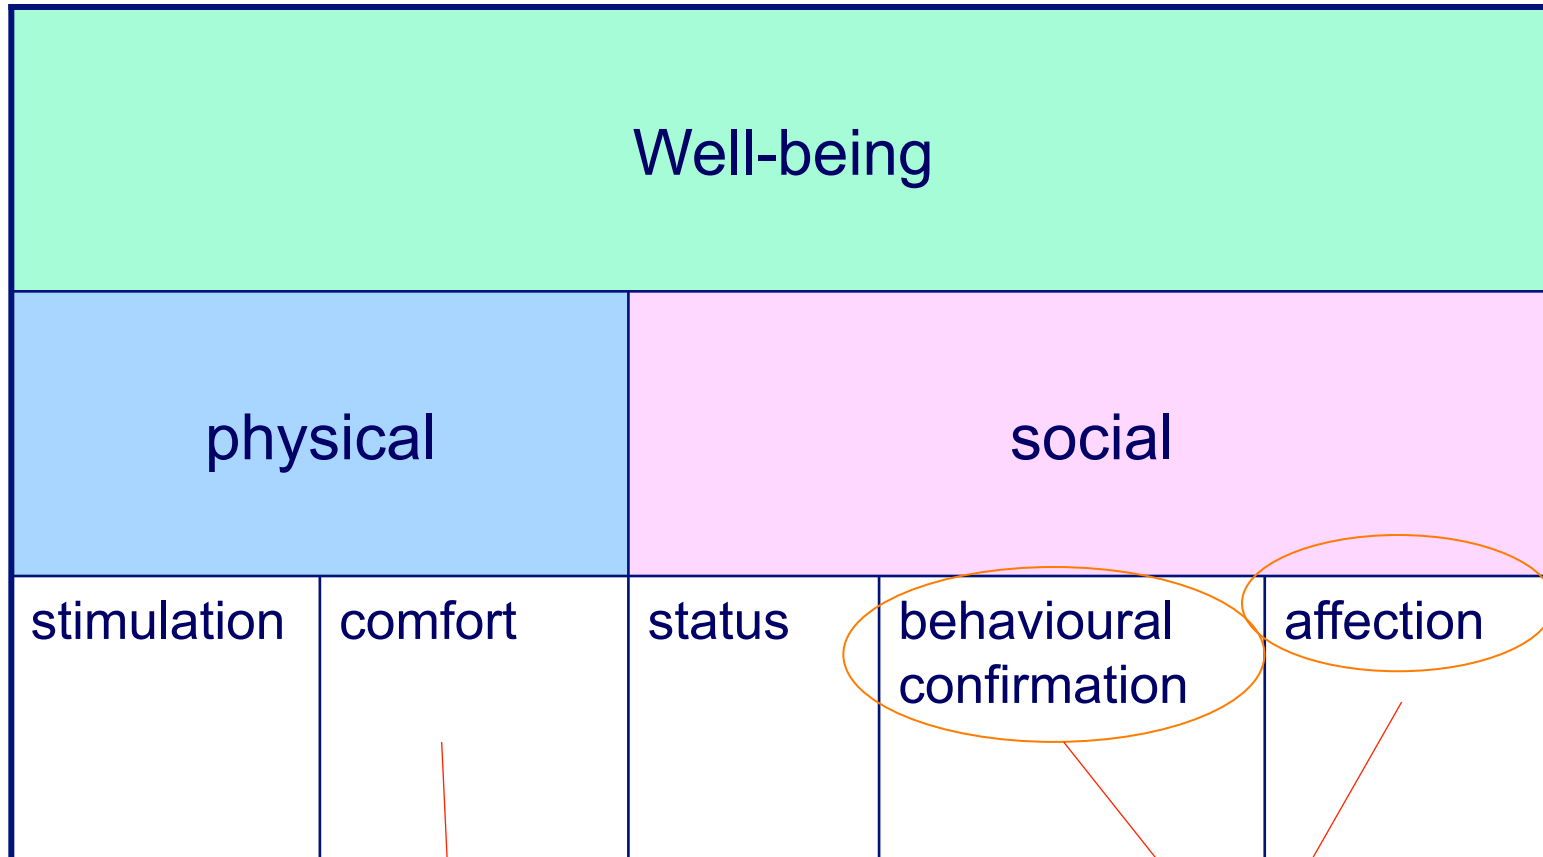 Well-being
physical
social
stimulation
comfort
status
behavioural
confirmation
affection